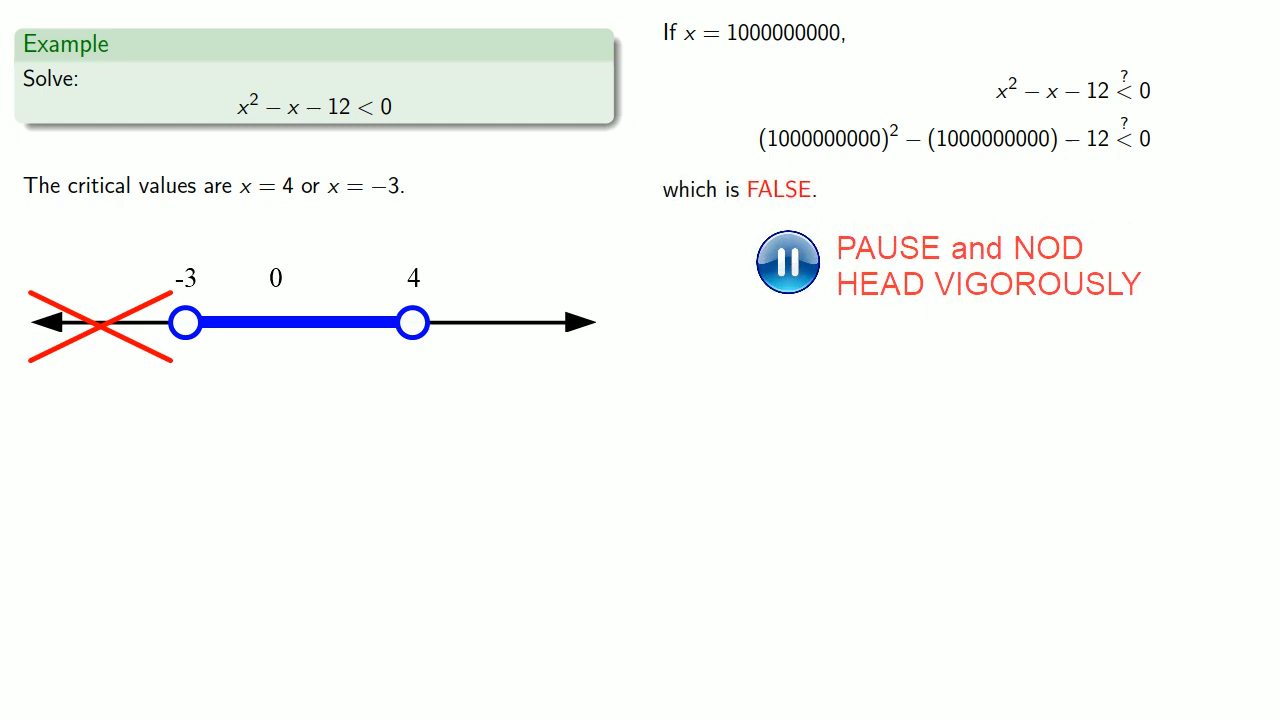 Example
Solve:
x² − x − 12 < 0
The critical values are x = 4 or x = −3.
-3 0 4
If x = 1000000000,
x² − x − 12 <? 0
(1000000000)² − (1000000000) − 12 <? 0
which is FALSE.
PAUSE and NOD
HEAD VIGOROUSLY